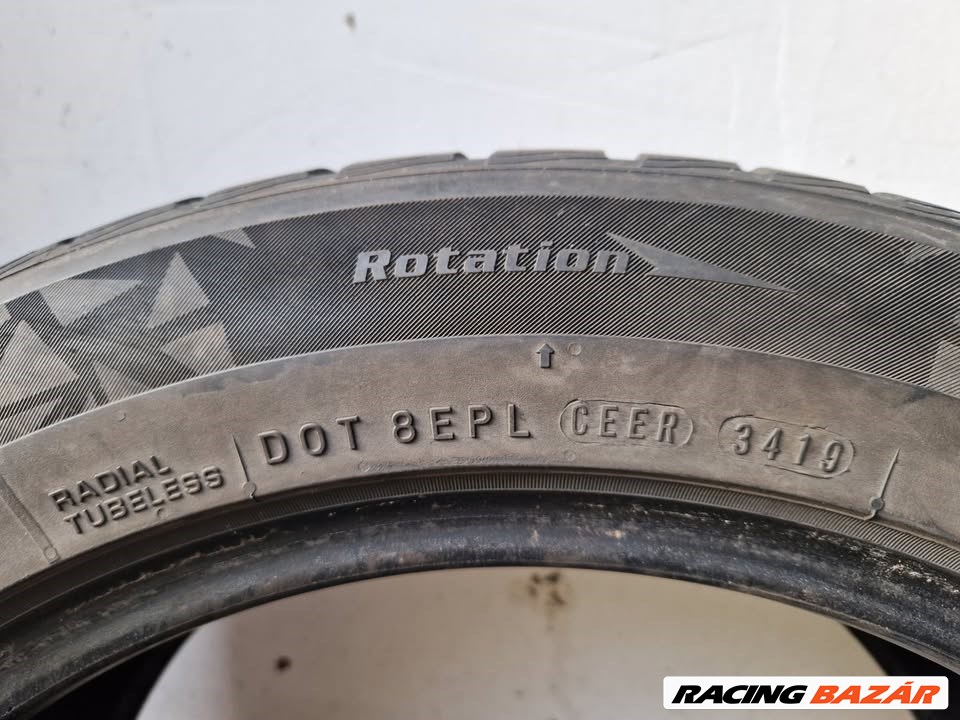 Rotation
RADIAL
TUBELESS
DOT 8EPL CEER 3419
RACING BAZÁR